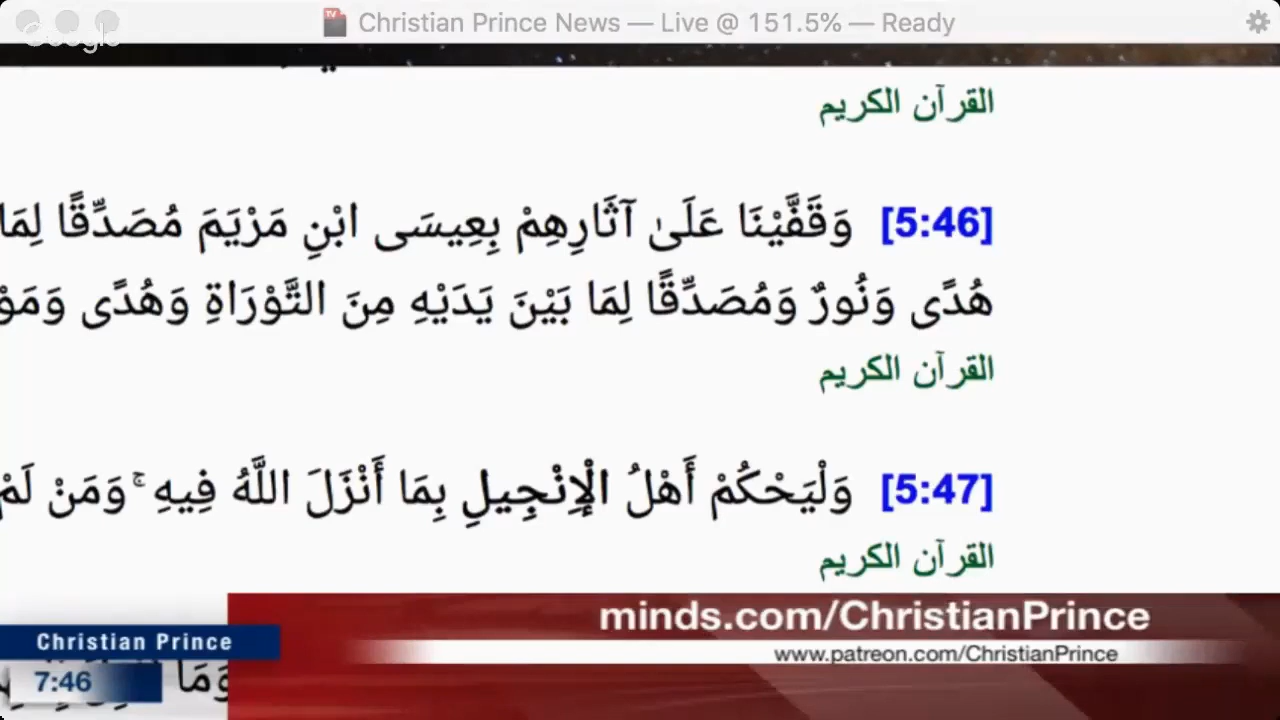 Christian Prince News — Live @ 151.5% — Ready
Google
القرآن الكريم
[5:46] وَقَفَّيْنَا عَلَىٰ آثَارِهِمْ بِعِيسَى ابْنِ مَرْيَمَ مُصَدِّقًا لِمَا
هُدًى وَنُورٌ وَمُصَدِّقًا لِمَا بَيْنَ يَدَيْهِ مِنَ التَّوْرَاةِ وَهُدًى
القرآن الكريم
[5:47] وَلْيَحْكُمْ أَهْلُ الْإِنْجِيلِ بِمَا أَنْزَلَ اللَّهُ فِيهِ ۚ وَمَنْ لَمْ
القرآن الكريم
minds.com/ChristianPrince
Christian Prince
www.patreon.com/ChristianPrince
7:46